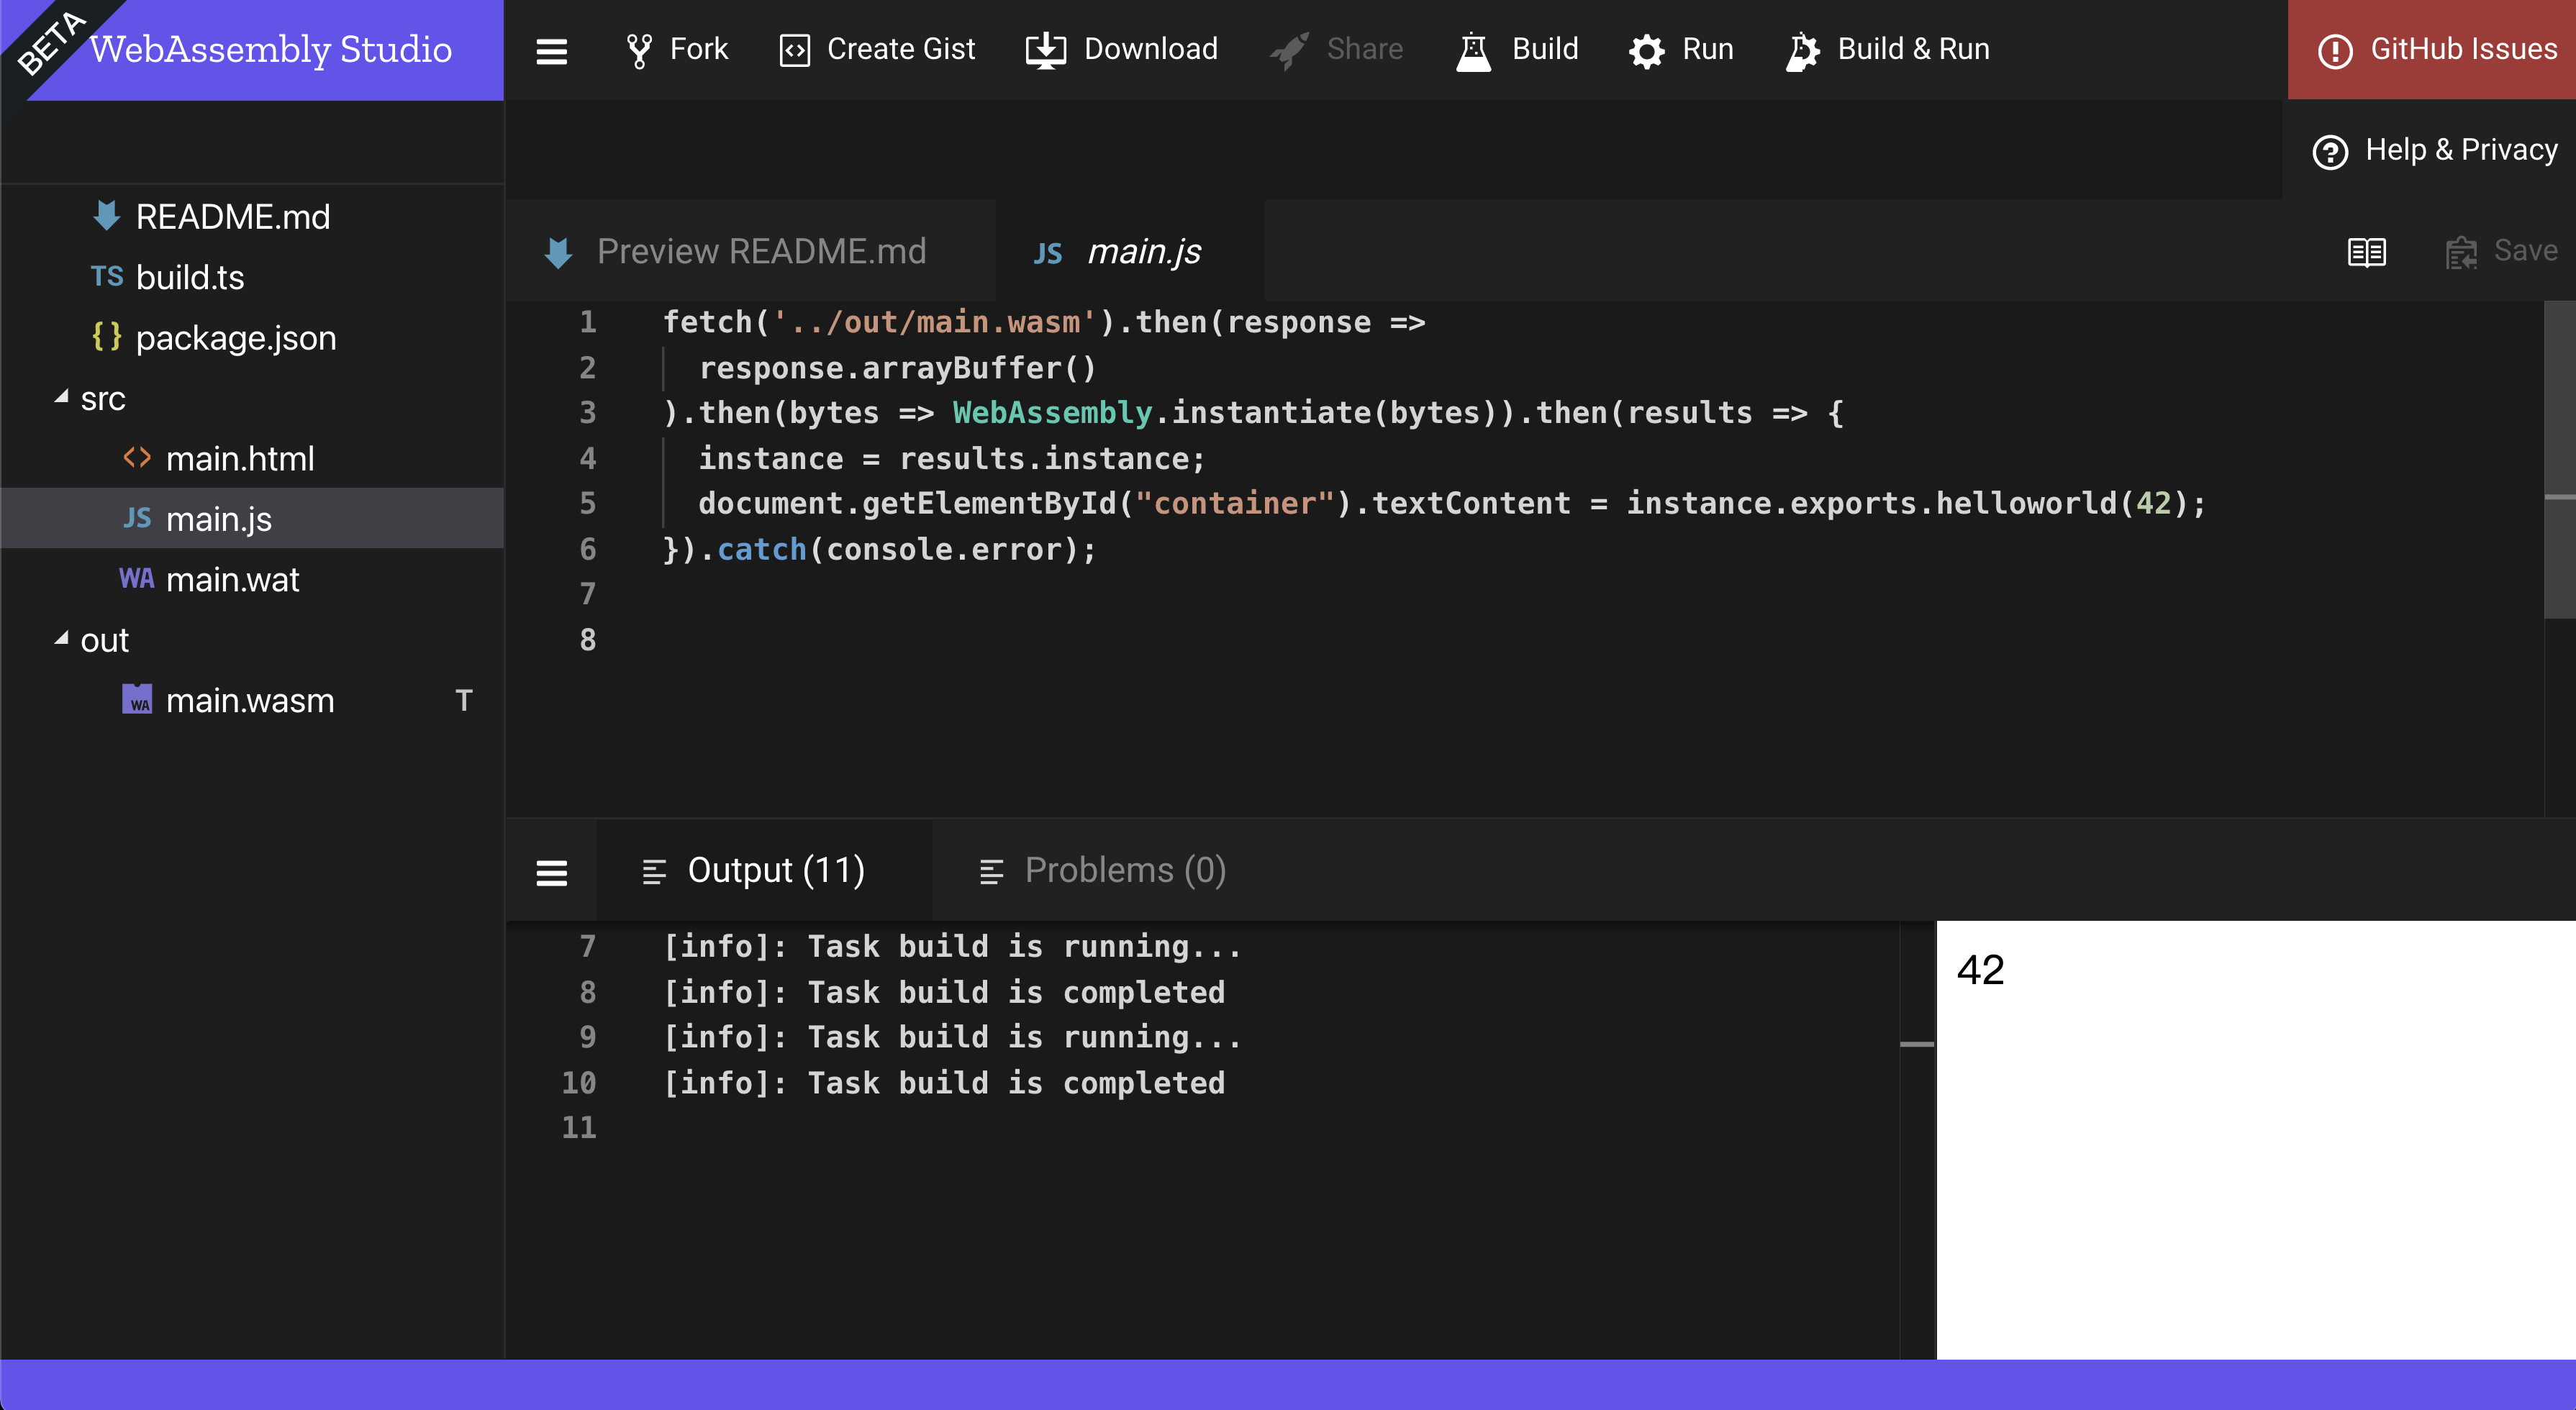 BETA
WebAssembly Studio
Fork Create Gist Download Share Build Run Build & Run
GitHub Issues
Help & Privacy
README.md
TS build.ts
{} package.json
src
<> main.html
JS main.js
WA main.wat
out
WA main.wasm T
Preview README.md JS main.js Save
1 fetch('../out/main.wasm').then(response =>
2 response.arrayBuffer()
3 ).then(bytes => WebAssembly.instantiate(bytes)).then(results => {
4 instance = results.instance;
5 document.getElementById("container").textContent = instance.exports.helloworld(42);
6 }).catch(console.error);
7
8
Output (11) Problems (0)
7 [info]: Task build is running...
8 [info]: Task build is completed
9 [info]: Task build is running...
10 [info]: Task build is completed
11
42